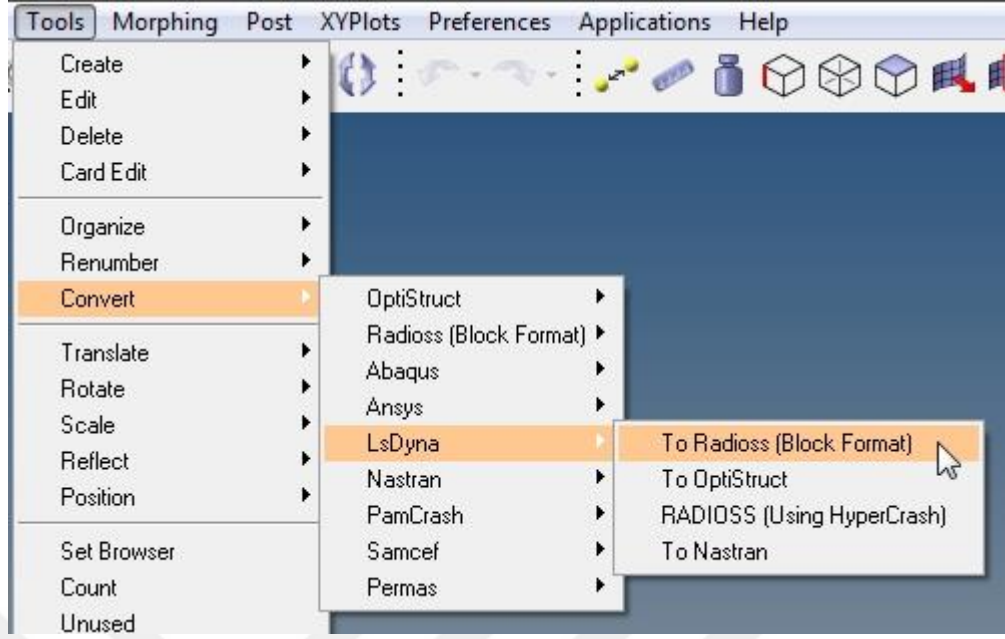 Tools Morphing Post XYPlots Preferences Applications Help
Create
Edit
Delete
Card Edit
Organize
Renumber
Convert
Translate
Rotate
Scale
Reflect
Position
Set Browser
Count
Unused
OptiStruct
Radioss (Block Format)
Abaqus
Ansys
LsDyna
Nastran
PamCrash
Samcef
Permas
To Radioss (Block Format)
To OptiStruct
RADIOSS (Using HyperCrash)
To Nastran